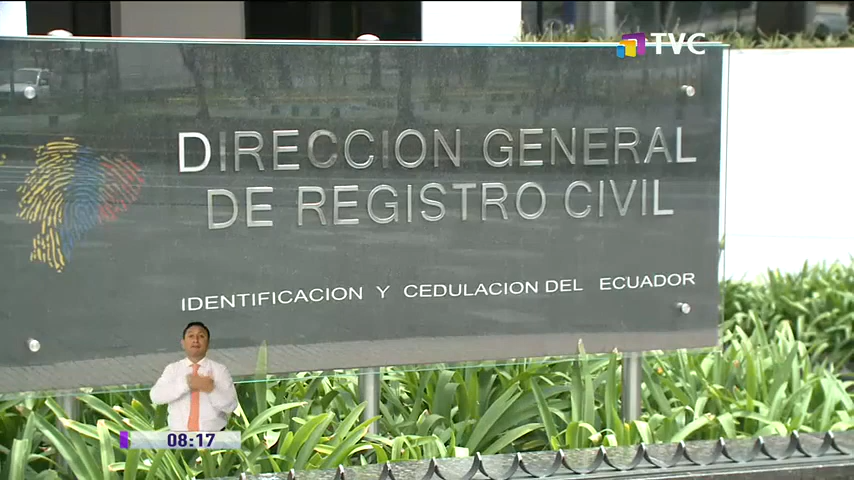 TVC
DIRECCION GENERAL
DE REGISTRO CIVIL
IDENTIFICACION Y CEDULACION DEL ECUADOR
08:17